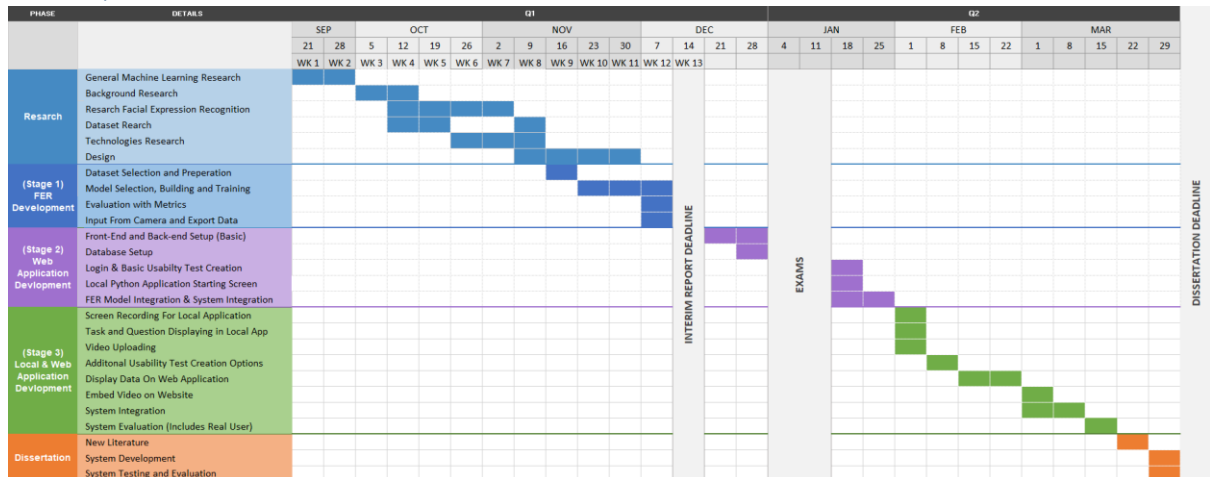 PHASE DETAILS Q1 Q2
SEP OCT NOV DEC JAN FEB MAR
21 28 5 12 19 26 2 9 16 23 30 7 14 21 28 4 11 18 25 1 8 15 22 1 8 15 22 29
WK 1 WK 2 WK 3 WK 4 WK 5 WK 6 WK 7 WK 8 WK 9 WK 10 WK 11 WK 12 WK 13
Resarch
General Machine Learning Research
Background Research
Resarch Facial Expression Recognition
Dataset Rearch
Technologies Research
Design
(Stage 1)
FER
Development
Dataset Selection and Preperation
Model Selection, Building and Training
Evaluation with Metrics
Input From Camera and Export Data
(Stage 2)
Web
Application
Devlopment
Front-End and Back-end Setup (Basic)
Database Setup
Login & Basic Usabilty Test Creation
Local Python Application Starting Screen
FER Model Integration & System Integration
(Stage 3)
Local & Web
Application
Devlopment
Screen Recording For Local Application
Task and Question Displaying in Local App
Video Uploading
Additonal Usability Test Creation Options
Display Data On Web Application
Embed Video on Website
System Integration
System Evaluation (Includes Real User)
Dissertation
New Literature
System Development
System Testing and Evaluation
INTERIM REPORT DEADLINE
EXAMS
DISSERTATION DEADLINE